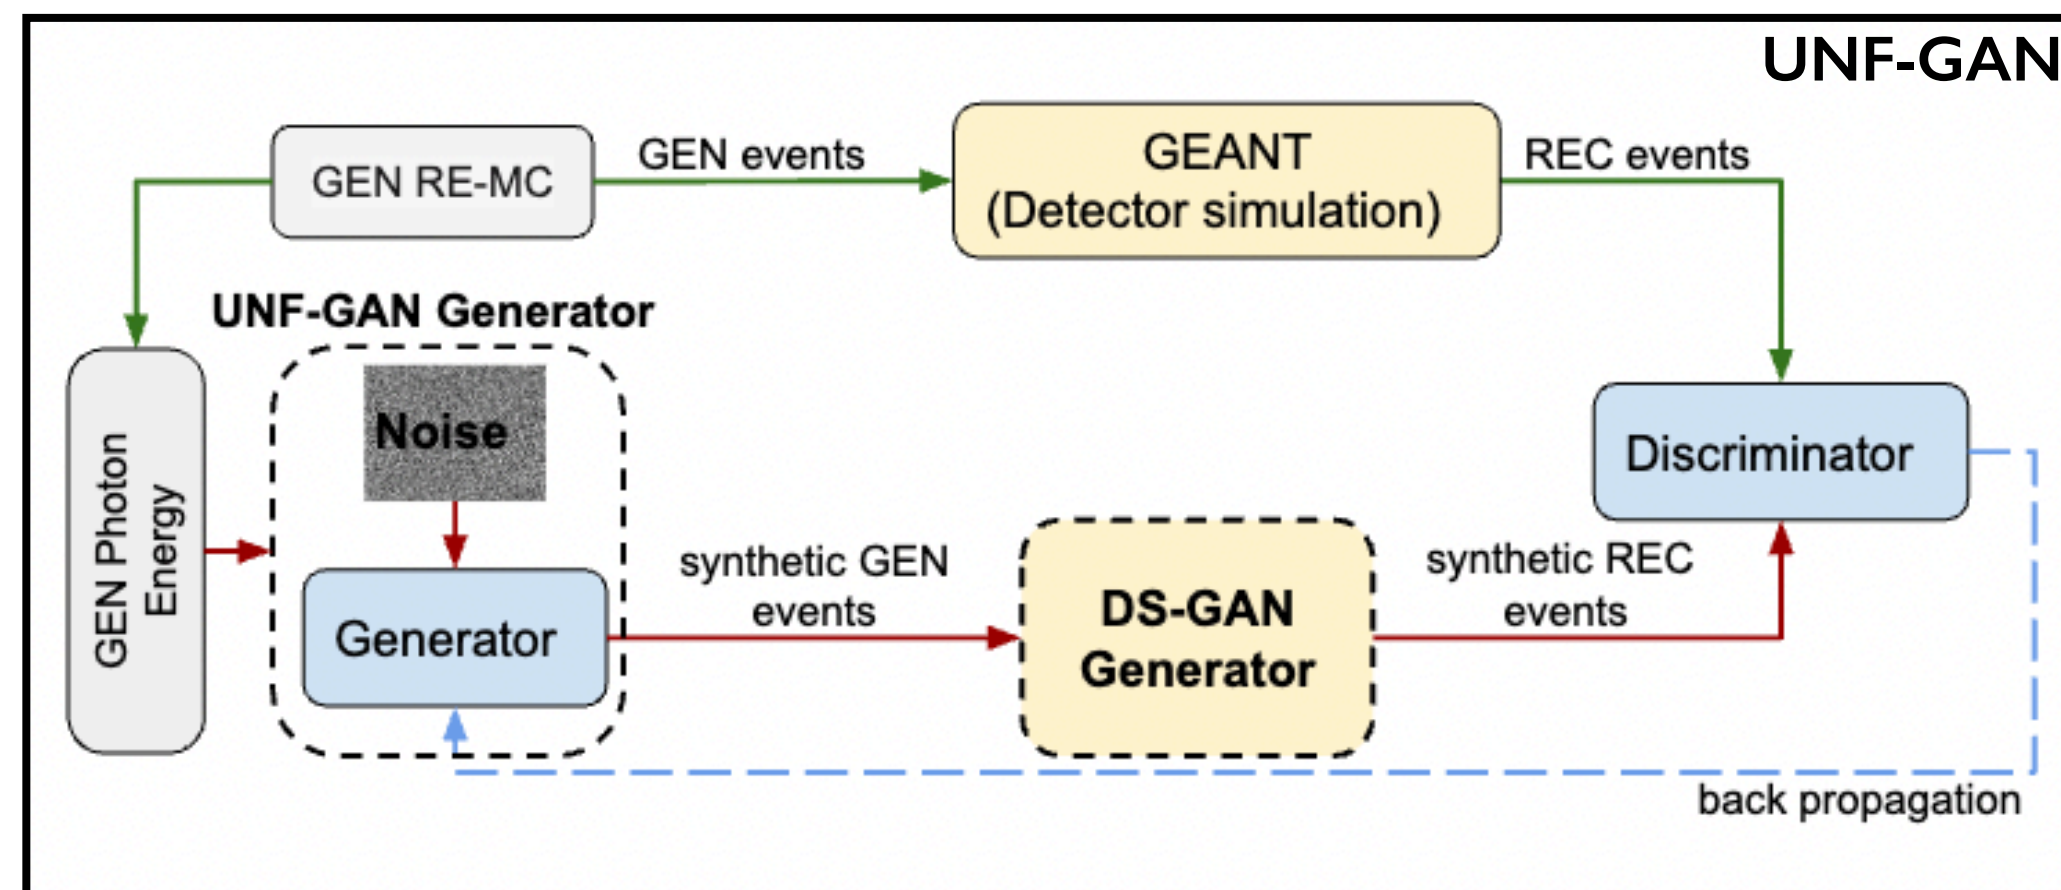 UNF-GAN
GEN RE-MC
GEN events
GEANT
(Detector simulation)
REC events
UNF-GAN Generator
GEN Photon
Energy
Noise
Generator
synthetic GEN
events
DS-GAN
Generator
synthetic REC
events
Discriminator
back propagation